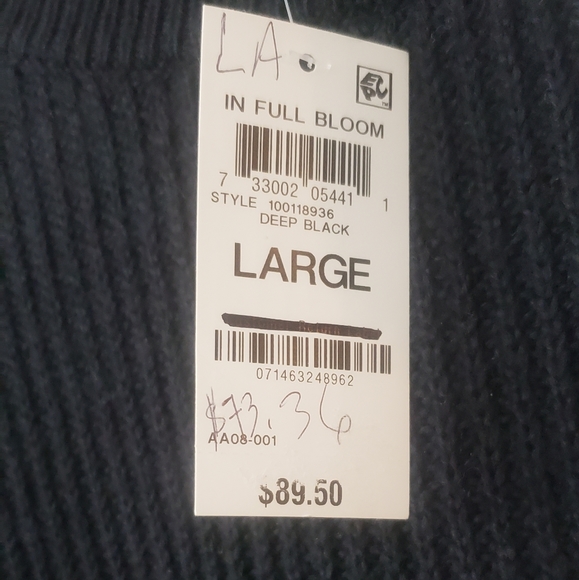 LA
EPC
IN FULL BLOOM
7 33002 05441 1
STYLE 100118936
DEEP BLACK
LARGE
071463248962
$73.36
AA08-001
$89.50